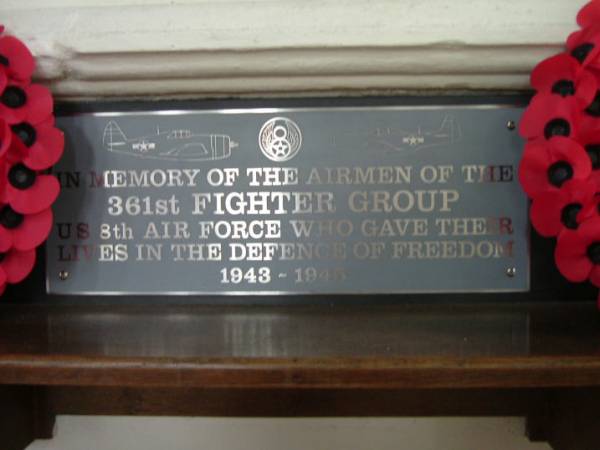 IN MEMORY OF THE AIRMEN OF THE
361st FIGHTER GROUP
US 8th AIR FORCE WHO GAVE THEIR
LIVES IN THE DEFENCE OF FREEDOM
1943 - 1945